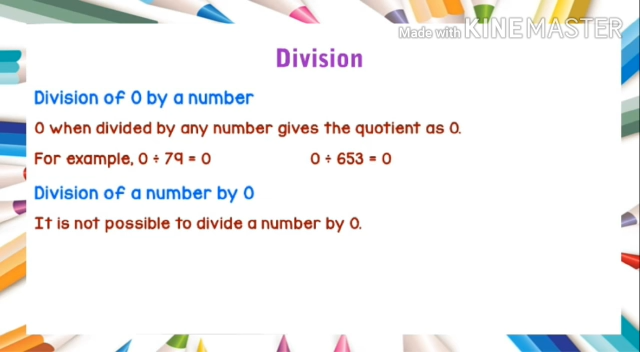 Made with KINEMASTER
Division
Division of 0 by a number
0 when divided by any number gives the quotient as 0.
For example, 0 ÷ 79 = 0 0 ÷ 653 = 0
Division of a number by 0
It is not possible to divide a number by 0.